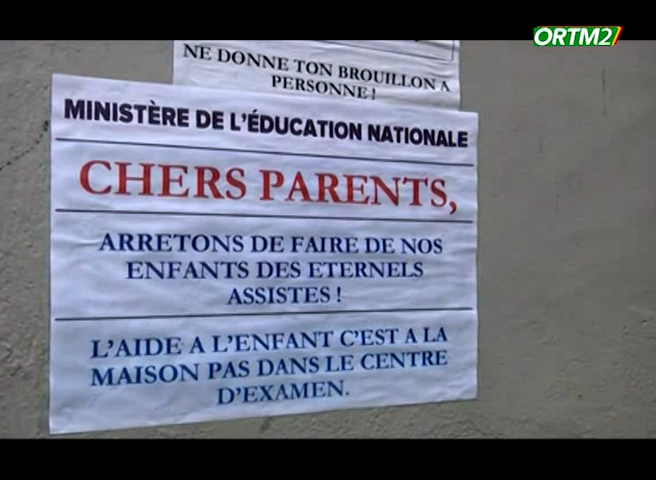 ORTM2
NE DONNE TON BROUILLON A
PERSONNE !
MINISTÈRE DE L'ÉDUCATION NATIONALE
CHERS PARENTS,
ARRETONS DE FAIRE DE NOS
ENFANTS DES ETERNELS
ASSISTES !
L'AIDE A L'ENFANT C'EST A LA
MAISON PAS DANS LE CENTRE
D'EXAMEN.